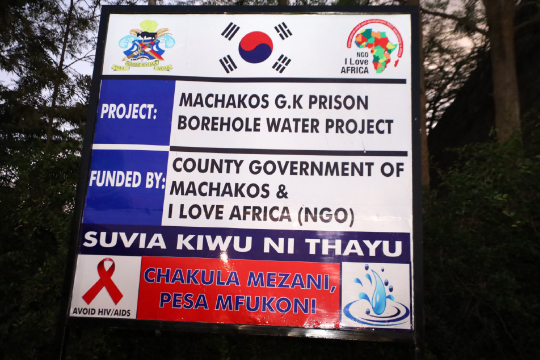 NGO
I Love
AFRICA
PROJECT:
MACHAKOS G.K PRISON
BOREHOLE WATER PROJECT
FUNDED BY:
COUNTY GOVERNMENT OF
MACHAKOS &
I LOVE AFRICA (NGO)
SUVIA KIWU NI THAYU
AVOID HIV/AIDS
CHAKULA MEZANI,
PESA MFUKONI